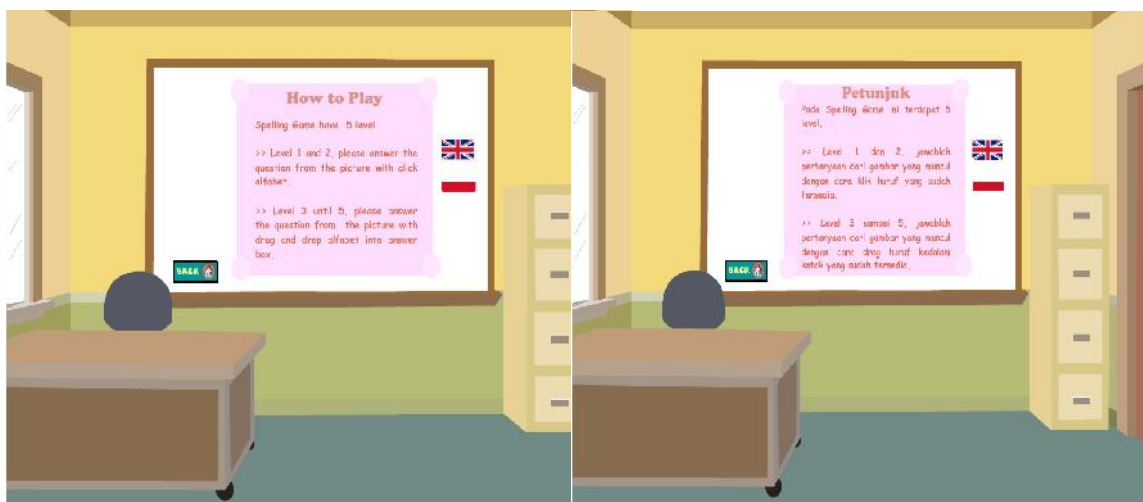 How to Play
Spelling Game have 5 level
>> Level 1 and 2, please answer the
question from the picture with click
alfabet.
>> Level 3 until 5, please answer
the question from the picture with
drag and drop alfabet into answer
box.
BACK
Petunjuk
Pada Spelling Game ini terdapat 5
level.
>> Level 1 dan 2, jawablah
pertanyaan dari gambar yang muncul
dengan cara klik huruf yang sudah
tersedia.
>> Level 3 sampai 5, jawablah
pertanyaan dari gambar yang muncul
dengan cara drop huruf kedalam
kotak yang sudah tersedia.
BACK